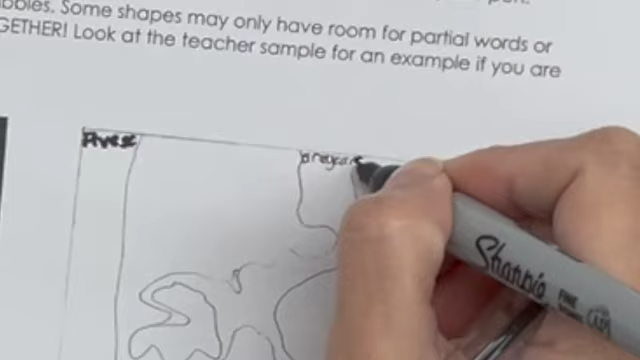 bbles. Some shapes may only have room for partial words or
GETHER! Look at the teacher sample for an example if you are
Sharpie
FINE